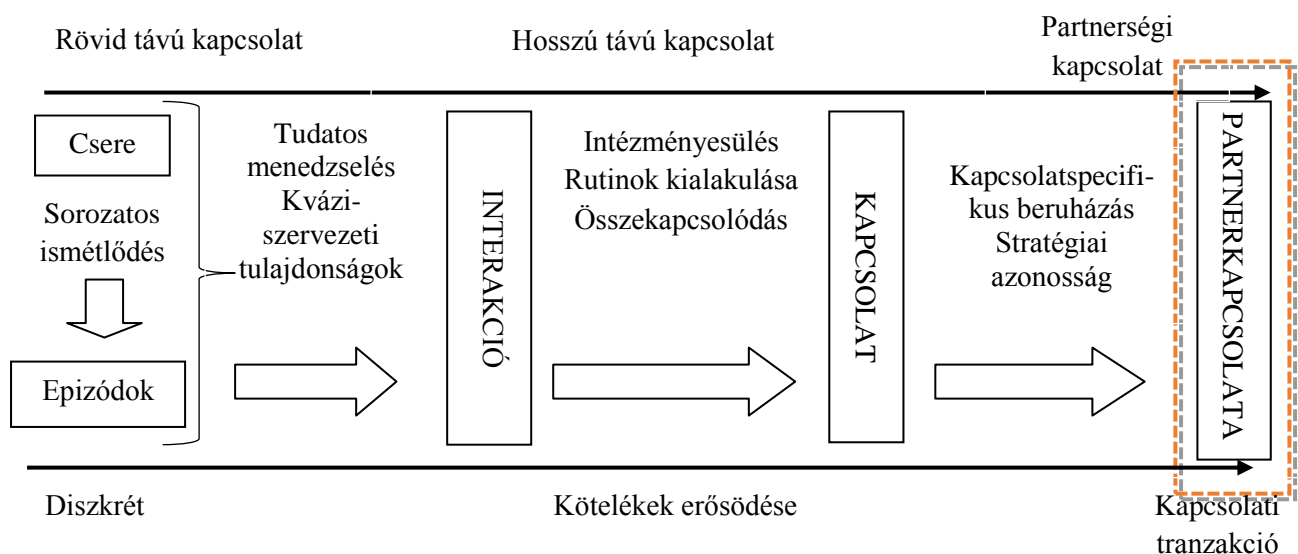 Rövid távú kapcsolat
Hosszú távú kapcsolat
Partnerségi
kapcsolat
Csere
Sorozatos
ismétlődés
Epizódok
Tudatos
menedzselés
Kvázi-
szervezeti
tulajdonságok
INTERAKCIÓ
Intézményesülés
Rutinok kialakulása
Összekapcsolódás
KAPCSOLAT
Kapcsolatspecifi-
kus beruházás
Stratégiai
azonosság
PARTNERKAPCSOLATA
Diszkrét
Kötelékek erősödése
Kapcsolati
tranzakció